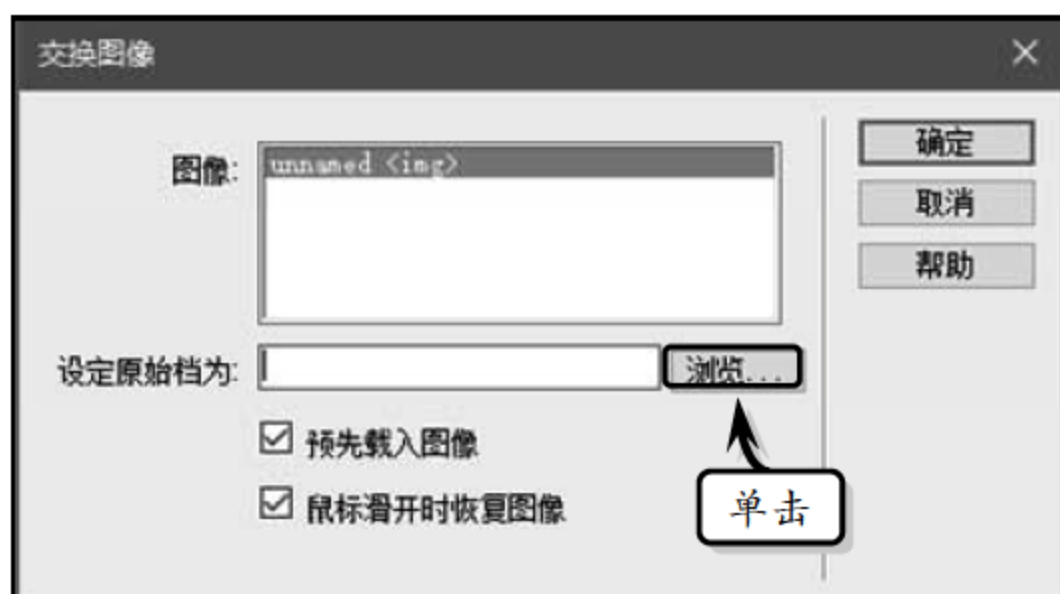 交换图像
图像:
unnamed <img>
确定
取消
帮助
设定原始档为:
浏览...
预先载入图像
鼠标滑开时恢复图像
单击